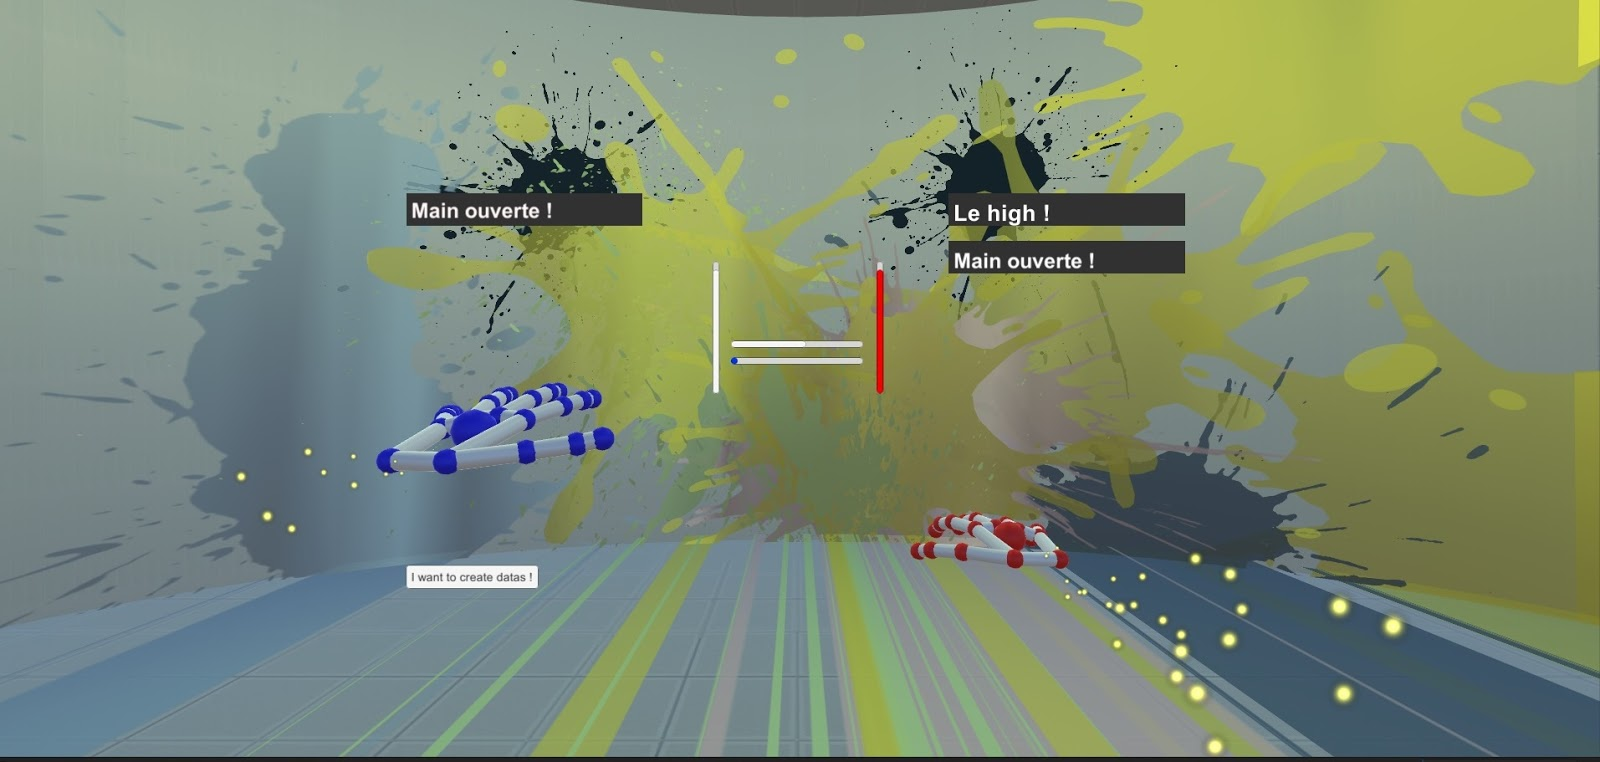 Main ouverte !
Le high !
Main ouverte !
I want to create datas !